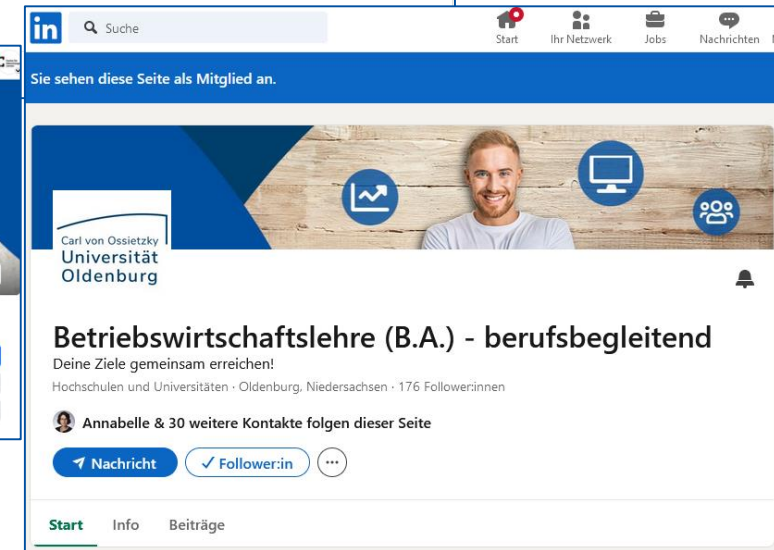 in
Suche
Start
Ihr Netzwerk
Jobs
Nachrichten
Sie sehen diese Seite als Mitglied an.
Carl von Ossietzky
Universität
Oldenburg
Betriebswirtschaftslehre (B.A.) - berufsbegleitend
Deine Ziele gemeinsam erreichen!
Hochschulen und Universitäten · Oldenburg, Niedersachsen · 176 Follower:innen
Annabelle & 30 weitere Kontakte folgen dieser Seite
Nachricht
Follower:in
Start Info Beiträge